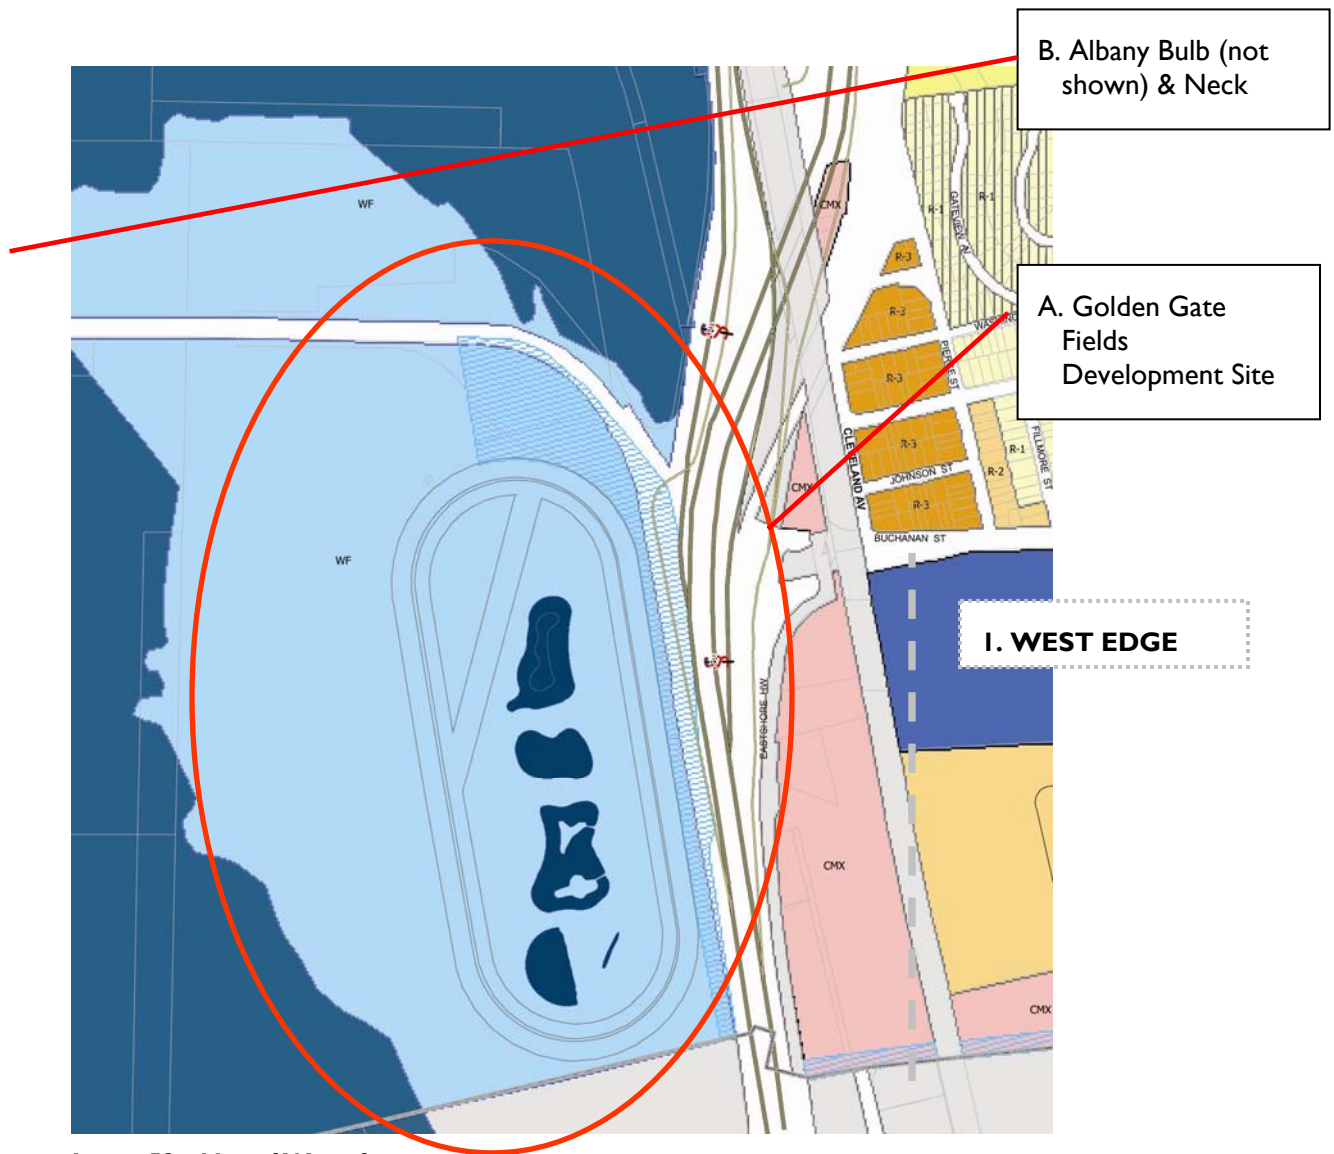 B. Albany Bulb (not
shown) & Neck
WF
CMX
R-1
R-1
GATEVIEW AV
R-3
A. Golden Gate
Fields
Development Site
R-3
PIERCE ST
R-3
CLEVELAND AV
R-3
JOHNSON ST
R-2
R-1
FILLMORE ST
CMX
R-3
BUCHANAN ST
WF
1. WEST EDGE
EASTSHORE HW
CMX
CMX